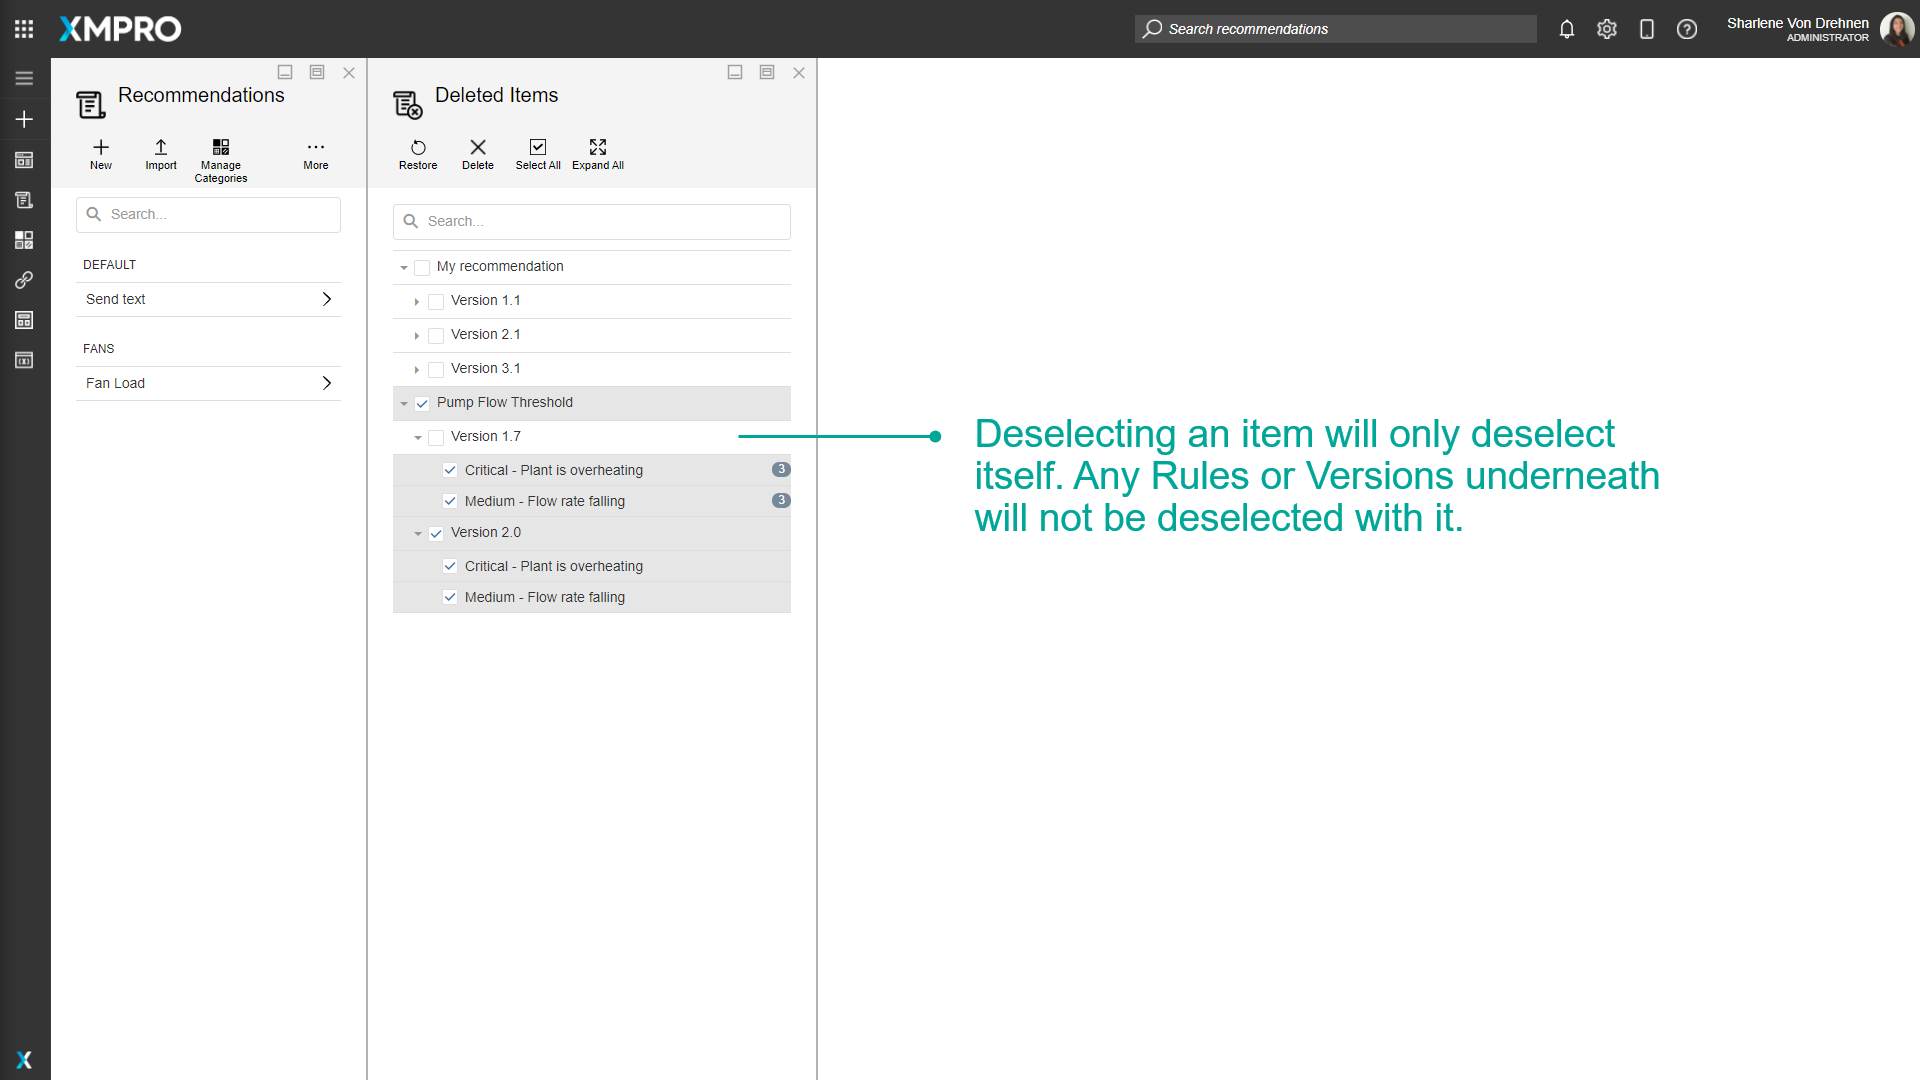 XMPRO
Search recommendations
Sharlene Von Drehnen
ADMINISTRATOR
Recommendations
New
Import
Manage
Categories
More
Search...
DEFAULT
Send text
FANS
Fan Load
Deleted Items
Restore
Delete
Select All
Expand All
Search...
My recommendation
Version 1.1
Version 2.1
Version 3.1
Pump Flow Threshold
Version 1.7
Critical - Plant is overheating 3
Medium - Flow rate falling 3
Version 2.0
Critical - Plant is overheating
Medium - Flow rate falling
Deselecting an item will only deselect
itself. Any Rules or Versions underneath
will not be deselected with it.